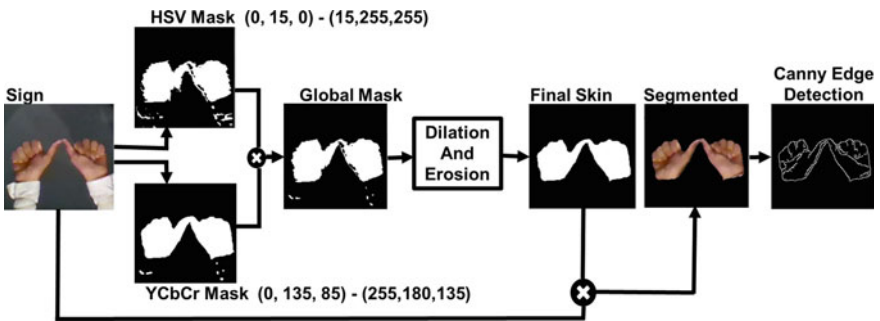 HSV Mask (0, 15, 0) - (15,255,255)
Sign
Global Mask
Dilation
And
Erosion
Final Skin
Segmented
Canny Edge
Detection
YCbCr Mask (0, 135, 85) - (255,180,135)